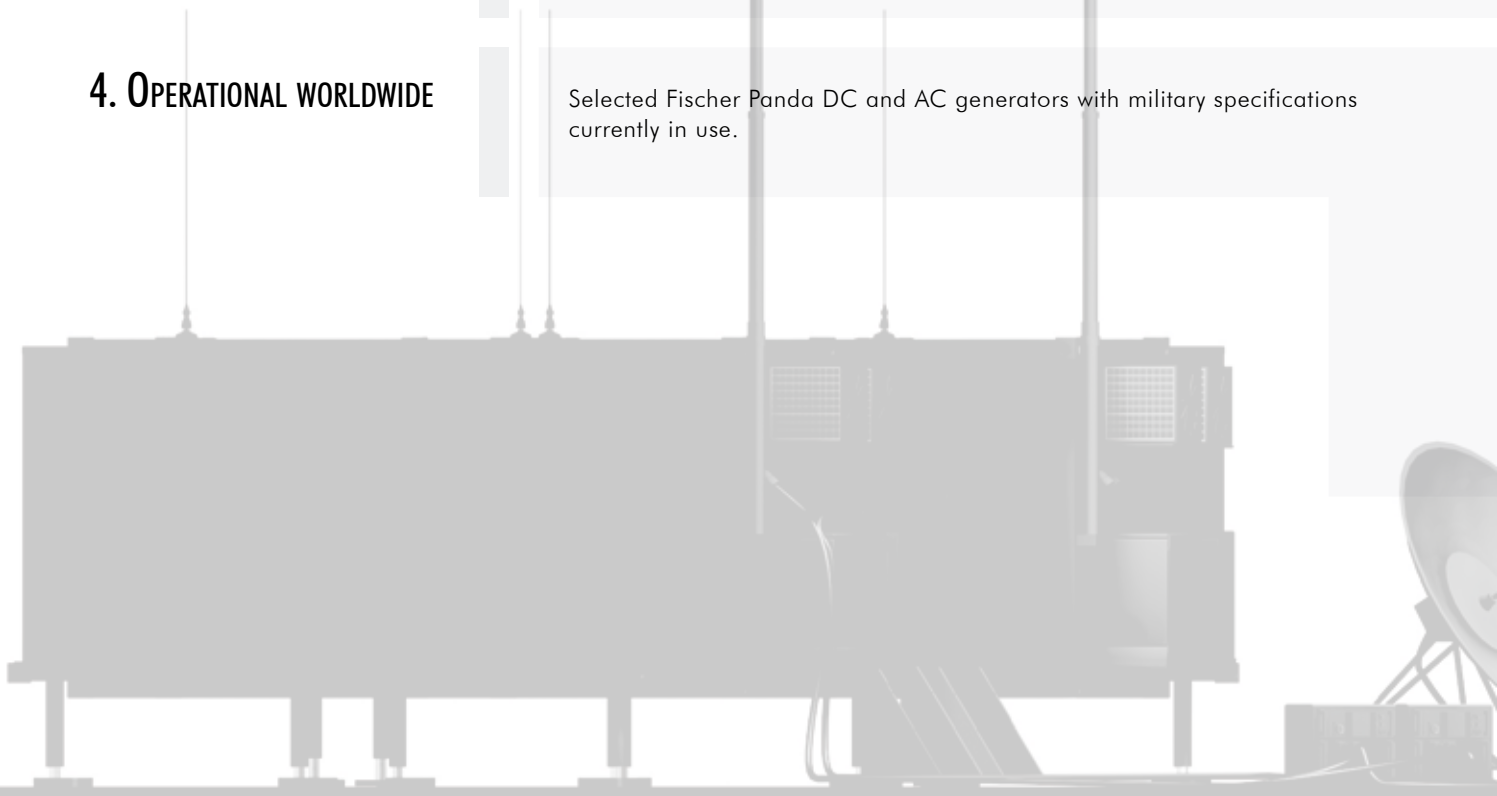 4. Operational worldwide
Selected Fischer Panda DC and AC generators with military specifications
currently in use.